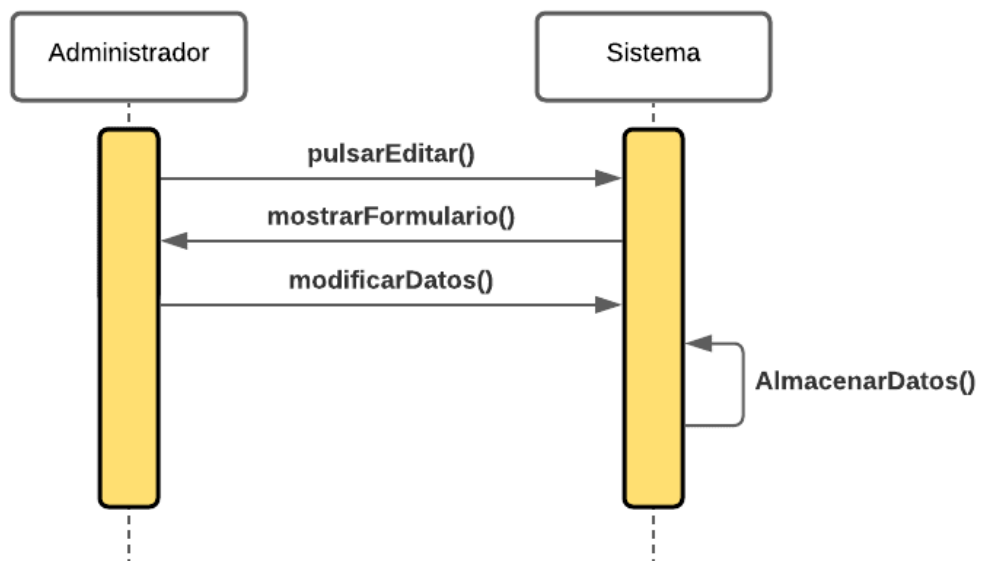 Administrador
Sistema
pulsarEditar()
mostrarFormulario()
modificarDatos()
AlmacenarDatos()